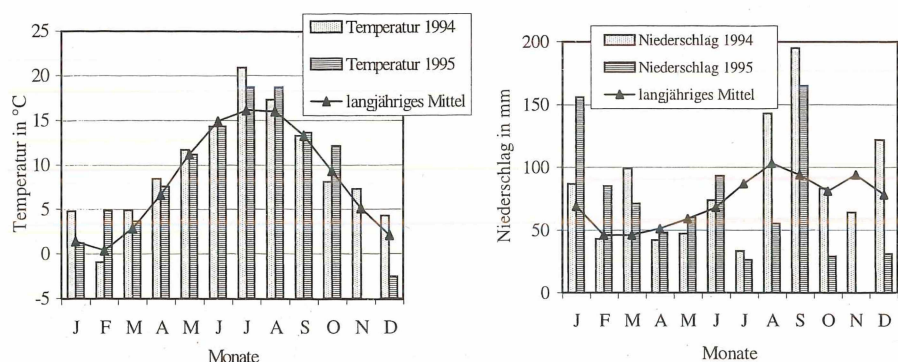 25
20
15
10
5
0
-5
Temperatur in °C
Temperatur 1994
Temperatur 1995
langjähriges Mittel
J F M A M J J A S O N D
Monate
200
150
100
50
0
Niederschlag in mm
Niederschlag 1994
Niederschlag 1995
langjähriges Mittel
J F M A M J J A S O N D
Monate